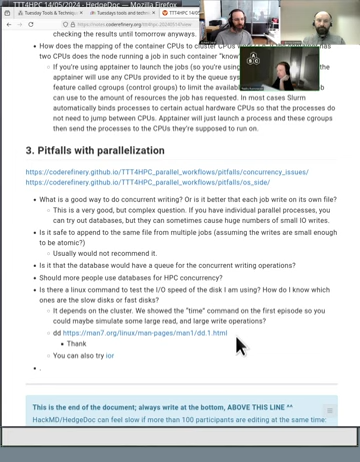 TTT4HPC 14/05/2024 - HedgeDoc — Mozilla Firefox
Tuesday Tools & Technique
checking the results until tomorrow anyways.
How does the mapping of the container CPUs to cluster CPUs
two CPUs does the node running a job in such container "know
If you're using apptainer to launch the jobs (so you're using
the apptainer will use any CPUs provided to it by the queue
feature called cgroups (control groups) to limit the availab
can use to the amount of resources the job has requested. In most cases Slurm
automatically binds processes to certain actual hardware CPUs so that the processes do
not need to jump between CPUs. Apptainer will just launch a process and these cgroups
then send the processes to the CPUs they're supposed to run on.
3. Pitfalls with parallelization
https://coderefinery.github.io/TTT4HPC_parallel_workflows/pitfalls/concurrency_issues/
https://coderefinery.github.io/TTT4HPC_parallel_workflows/pitfalls/os_side/
What is a good way to do concurrent writing? Or is it better that each job write on its own file?
This is a very good, but complex question. If you have individual parallel processes, you
can try out databases, but they can sometimes cause huge numbers of small IO writes.
Is it safe to append to the same file from multiple jobs (assuming the writes are small enough
to be atomic?)
Usually would not recommend it.
Is it that the database would have a queue for the concurrent writing operations?
Should more people use databases for HPC concurrency?
Is there a linux command to test the I/O speed of the disk I am using? How do I know which
ones are the slow disks or fast disks?
It depends on the cluster. We showed the "time" command on the first episode so you
could maybe simulate some large read, and large write operations?
dd https://man7.org/linux/man-pages/man1/dd.1.html
Thank
You can also try ior
This is the end of the document; always write at the bottom, ABOVE THIS LINE ^^
HackMD/HedgeDoc can feel slow if more than 100 participants are editing at the same time: